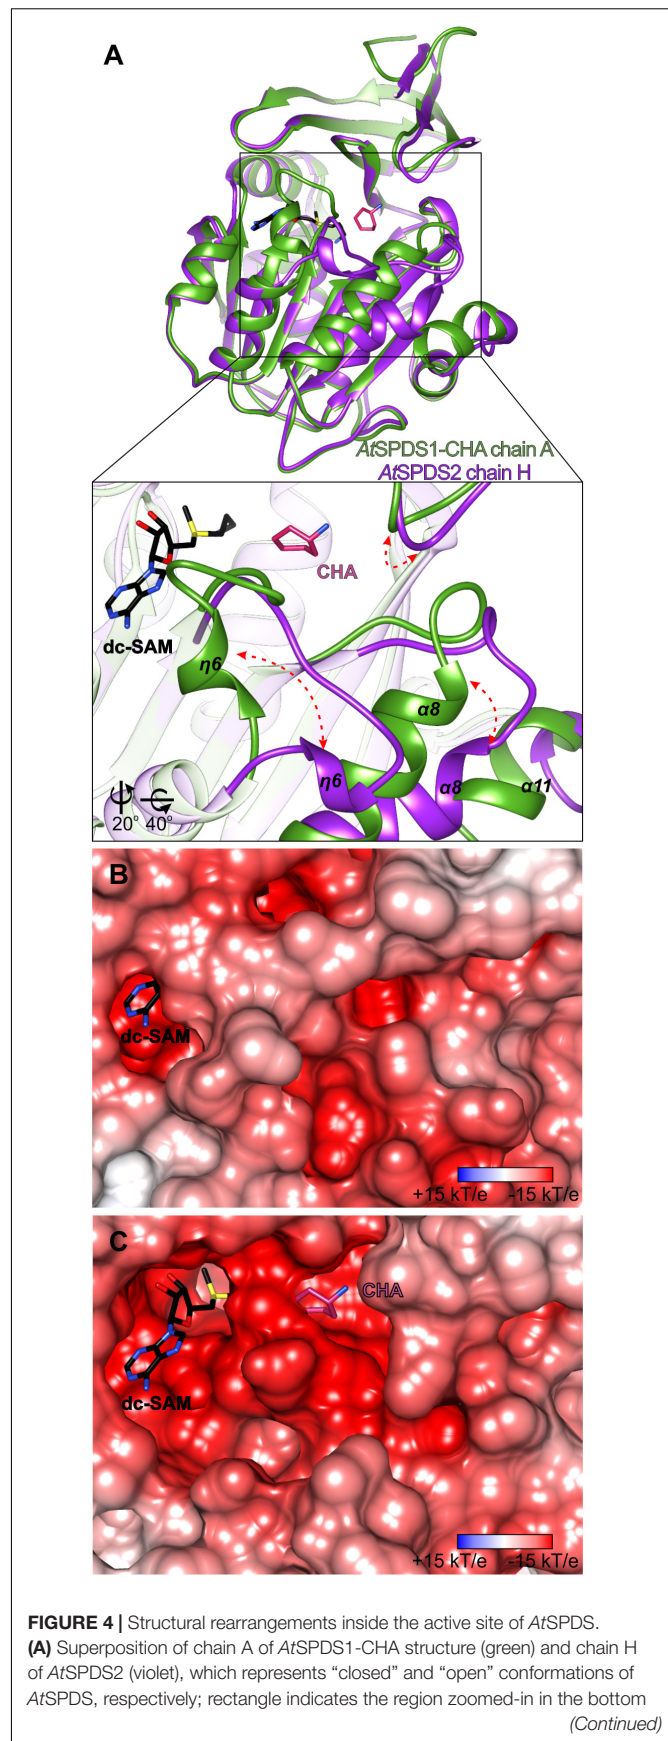 A
AtSPDS1-CHA chain A
AtSPDS2 chain H
CHA
dc-SAM
η6
α8
η6
α8
α11
20° 40°
B
dc-SAM
+15 kT/e -15 kT/e
C
CHA
dc-SAM
+15 kT/e -15 kT/e
FIGURE 4 | Structural rearrangements inside the active site of AtSPDS.
(A) Superposition of chain A of AtSPDS1-CHA structure (green) and chain H
of AtSPDS2 (violet), which represents “closed” and “open” conformations of
AtSPDS, respectively; rectangle indicates the region zoomed-in in the bottom
(Continued)